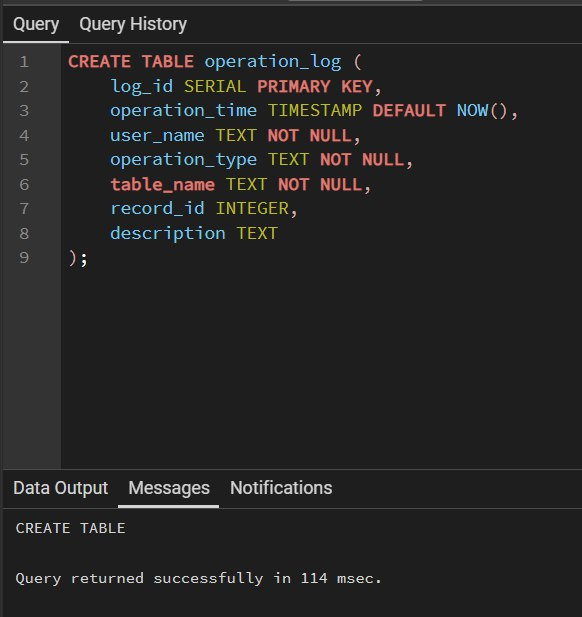 Query Query History
1 CREATE TABLE operation_log (
2 log_id SERIAL PRIMARY KEY,
3 operation_time TIMESTAMP DEFAULT NOW(),
4 user_name TEXT NOT NULL,
5 operation_type TEXT NOT NULL,
6 table_name TEXT NOT NULL,
7 record_id INTEGER,
8 description TEXT
9 );
Data Output Messages Notifications
CREATE TABLE
Query returned successfully in 114 msec.